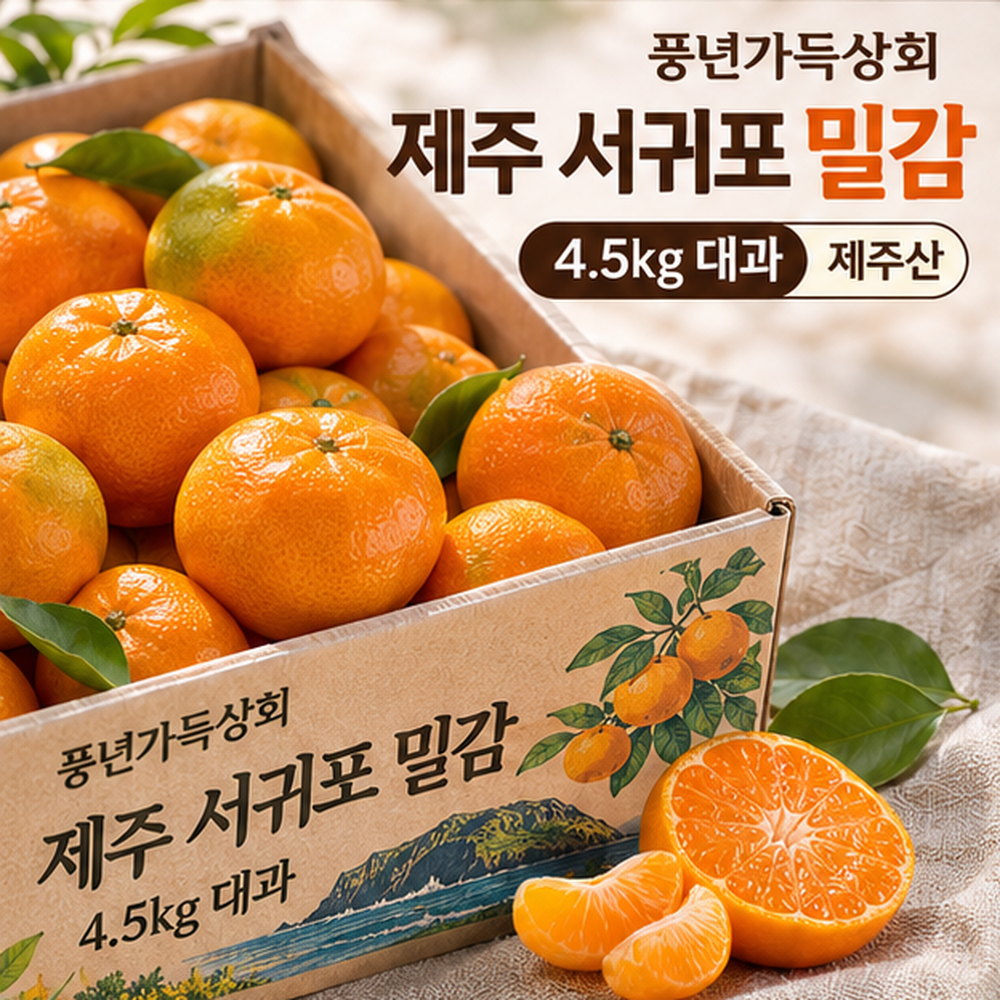 풍년가득상회
제주 서귀포 밀감
4.5kg 대과 제주산
풍년가득상회
제주 서귀포 밀감
4.5kg 대과